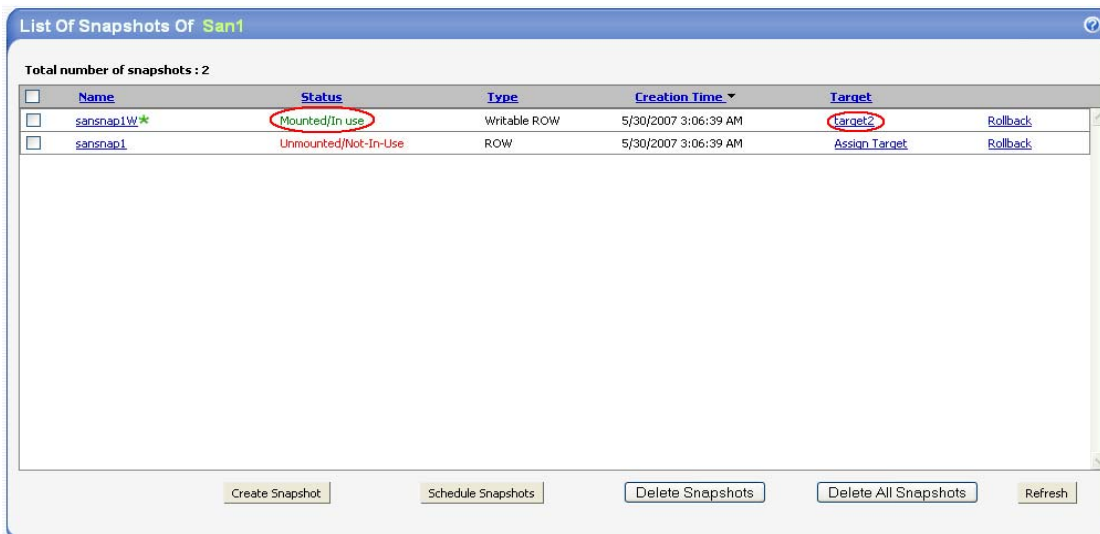 List Of Snapshots Of San1
Total number of snapshots : 2
Name Status Type Creation Time Target
sansnap1W* Mounted/In use Writable ROW 5/30/2007 3:06:39 AM target2 Rollback
sansnap1 Unmounted/Not-In-Use ROW 5/30/2007 3:06:39 AM Assign Target Rollback
Create Snapshot Schedule Snapshots Delete Snapshots Delete All Snapshots Refresh